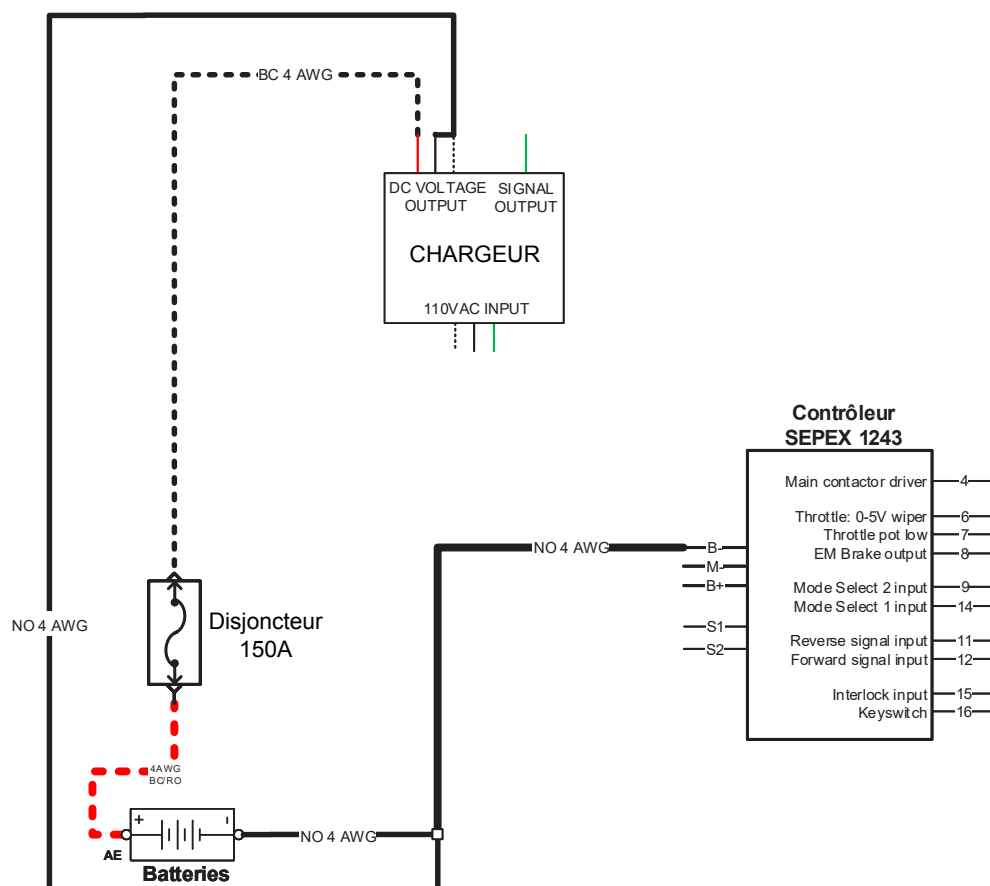 BC 4 AWG
DC VOLTAGE
OUTPUT
SIGNAL
OUTPUT
CHARGEUR
110VAC INPUT
Contrôleur
SEPEX 1243
Main contactor driver 4
Throttle: 0-5V wiper 6
Throttle pot low 7
EM Brake output 8
Mode Select 2 input 9
Mode Select 1 input 14
Reverse signal input 11
Forward signal input 12
Interlock input 15
Keyswitch 16
NO 4 AWG
B-
M-
B+
S1
S2
Disjoncteur
150A
NO 4 AWG
4AWG
BC/RO
+ -
AE
Batteries
NO 4 AWG